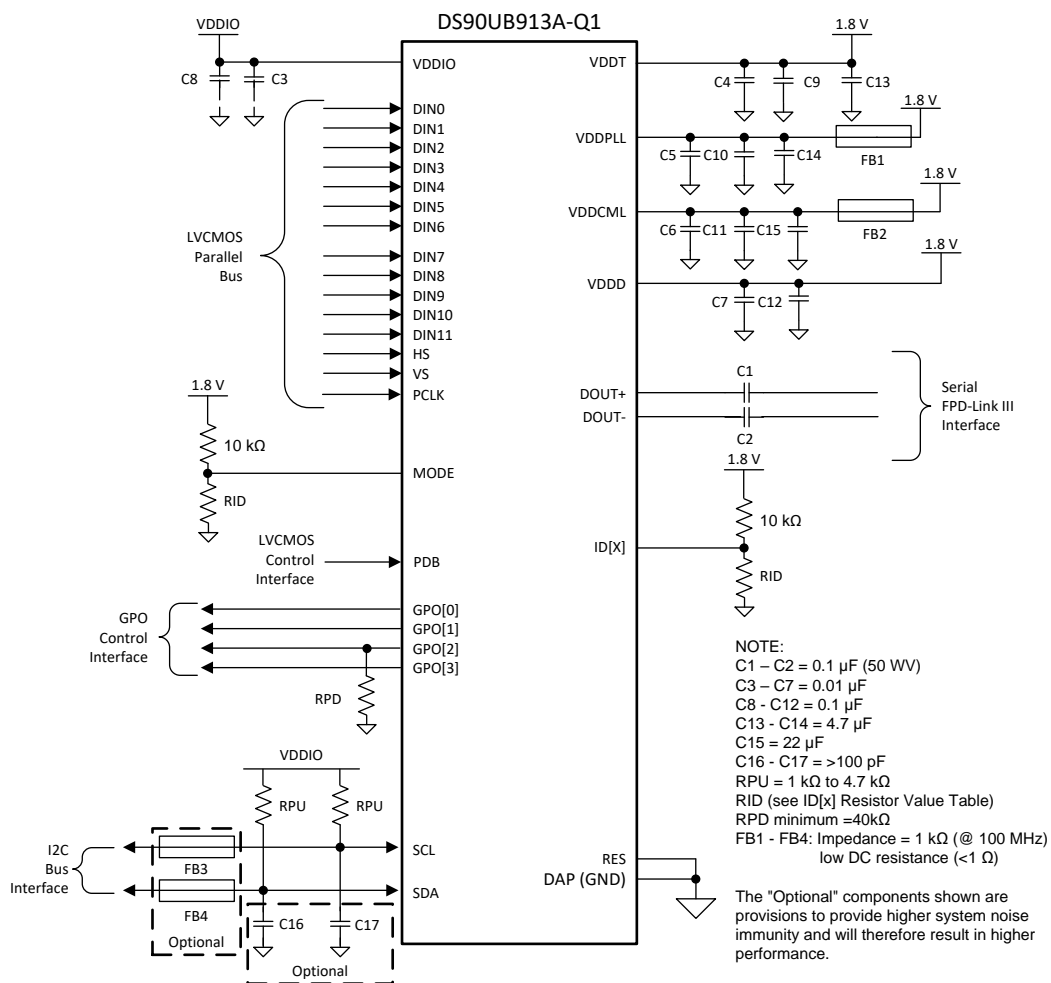 DS90UB913A-Q1
VDDIO
C8
C3
VDDIO
DIN0
DIN1
DIN2
DIN3
DIN4
DIN5
DIN6
DIN7
DIN8
DIN9
DIN10
DIN11
HS
VS
PCLK
LVCMOS
Parallel
Bus
1.8 V
10 kΩ
RID
MODE
LVCMOS
Control
Interface
PDB
GPO[0]
GPO[1]
GPO[2]
GPO[3]
GPO
Control
Interface
RPD
VDDIO
RPU
RPU
I2C
Bus
Interface
FB3
FB4
Optional
SCL
SDA
C16
C17
Optional
1.8 V
VDDT
C4
C9
C13
1.8 V
VDDPLL
C5
C10
C14
FB1
1.8 V
VDDCML
C6
C11
C15
FB2
1.8 V
VDDD
C7
C12
C1
DOUT+
DOUT-
C2
Serial
FPD-Link III
Interface
1.8 V
10 kΩ
ID[X]
RID
RES
DAP (GND)
NOTE:
C1 – C2 = 0.1 µF (50 WV)
C3 – C7 = 0.01 µF
C8 - C12 = 0.1 µF
C13 - C14 = 4.7 µF
C15 = 22 µF
C16 - C17 = >100 pF
RPU = 1 kΩ to 4.7 kΩ
RID (see ID[x] Resistor Value Table)
RPD minimum =40kΩ
FB1 - FB4: Impedance = 1 kΩ (@ 100 MHz)
low DC resistance (<1 Ω)
The "Optional" components shown are
provisions to provide higher system noise
immunity and will therefore result in higher
performance.